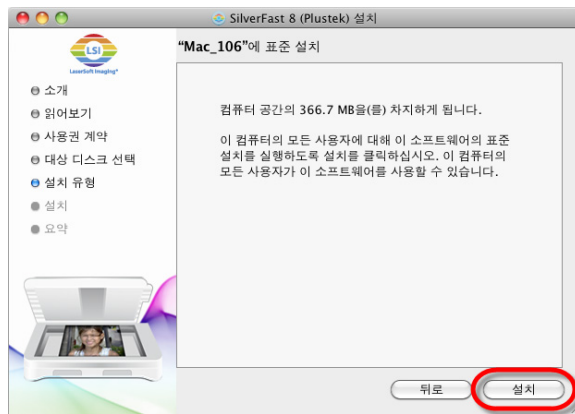 SilverFast 8 (Plustek) 설치
LSI
LaserSoft Imaging
“Mac_106”에 표준 설치
소개
읽어보기
사용권 계약
대상 디스크 선택
설치 유형
설치
요약
컴퓨터 공간의 366.7 MB을(를) 차지하게 됩니다.
이 컴퓨터의 모든 사용자에 대해 이 소프트웨어의 표준
설치를 실행하도록 설치를 클릭하십시오. 이 컴퓨터의
모든 사용자가 이 소프트웨어를 사용할 수 있습니다.
뒤로
설치